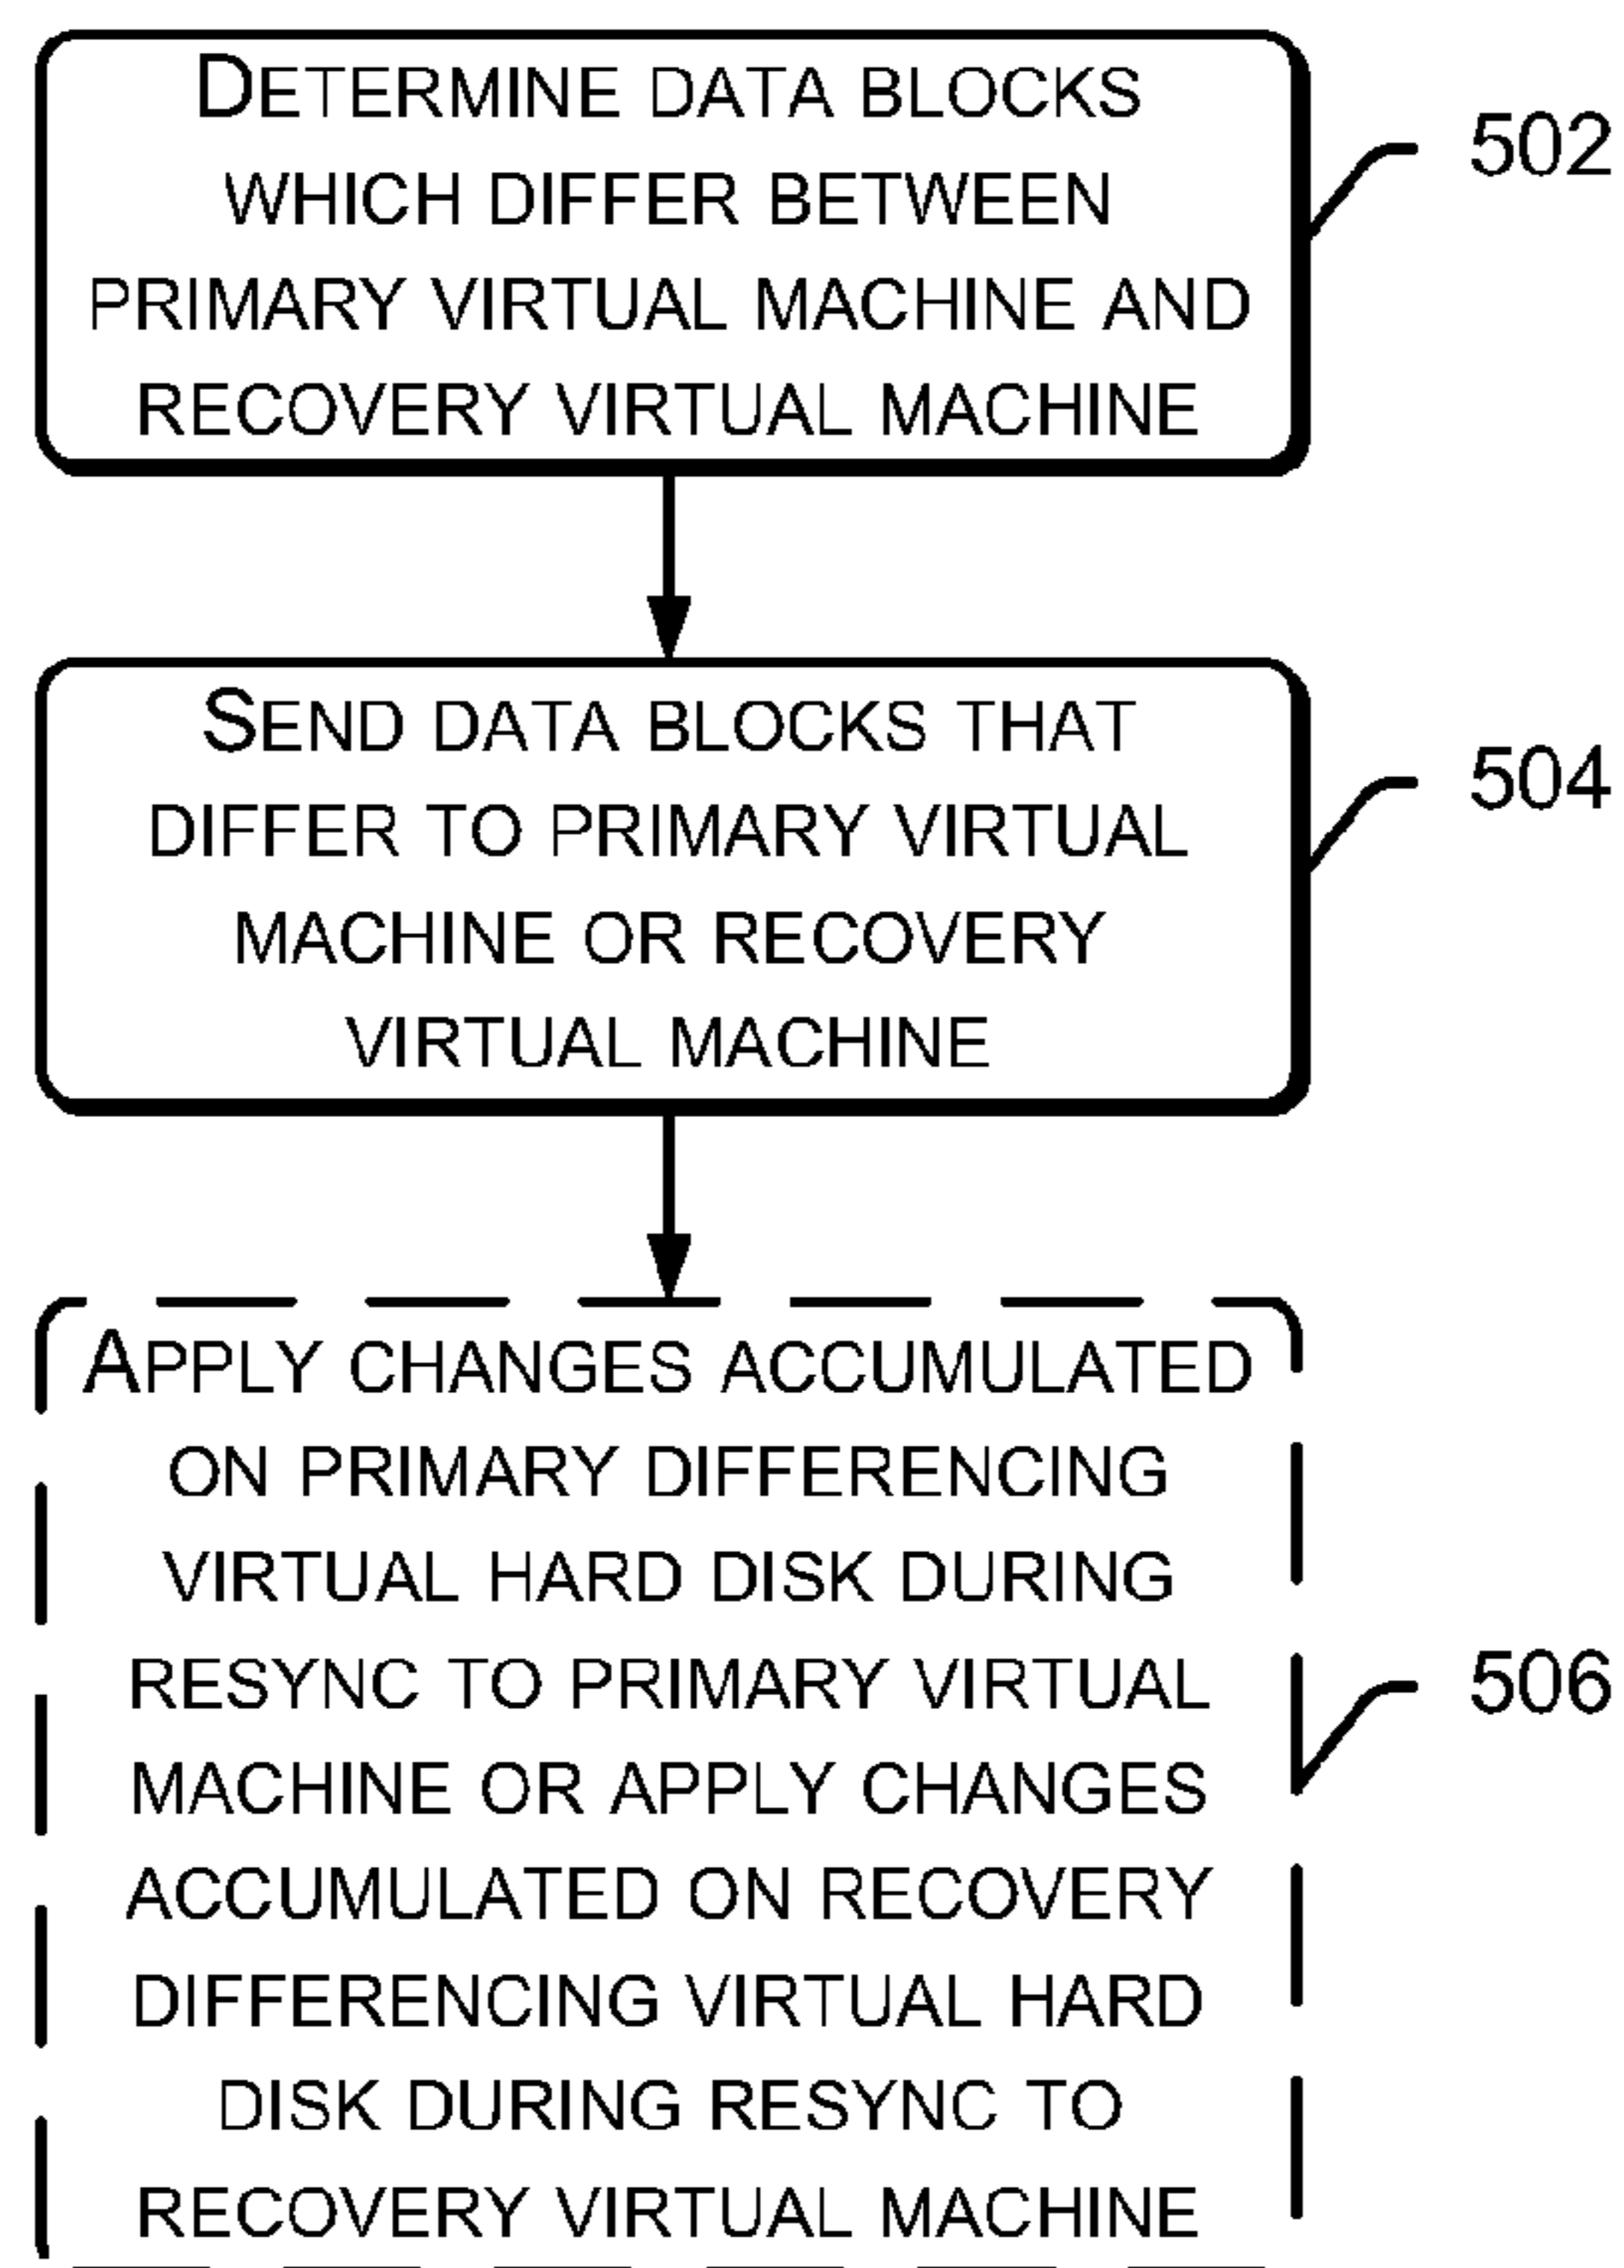 DETERMINE DATA BLOCKS
WHICH DIFFER BETWEEN
PRIMARY VIRTUAL MACHINE AND
RECOVERY VIRTUAL MACHINE
502
SEND DATA BLOCKS THAT
DIFFER TO PRIMARY VIRTUAL
MACHINE OR RECOVERY
VIRTUAL MACHINE
504
APPLY CHANGES ACCUMULATED
ON PRIMARY DIFFERENCING
VIRTUAL HARD DISK DURING
RESYNC TO PRIMARY VIRTUAL
MACHINE OR APPLY CHANGES
ACCUMULATED ON RECOVERY
DIFFERENCING VIRTUAL HARD
DISK DURING RESYNC TO
RECOVERY VIRTUAL MACHINE
506